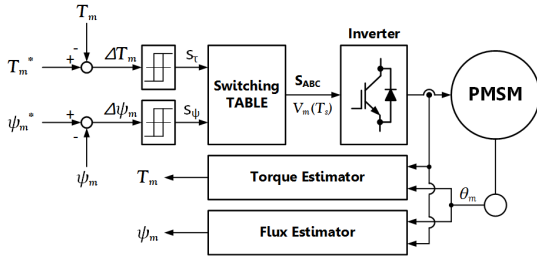 T_m
-
Inverter
T_m*
+
ΔT_m
S_τ
Switching
TABLE
S_ABC
V_m(T_s)
PMSM
ψ_m*
+
Δψ_m
S_ψ
-
ψ_m
T_m
Torque Estimator
θ_m
ψ_m
Flux Estimator